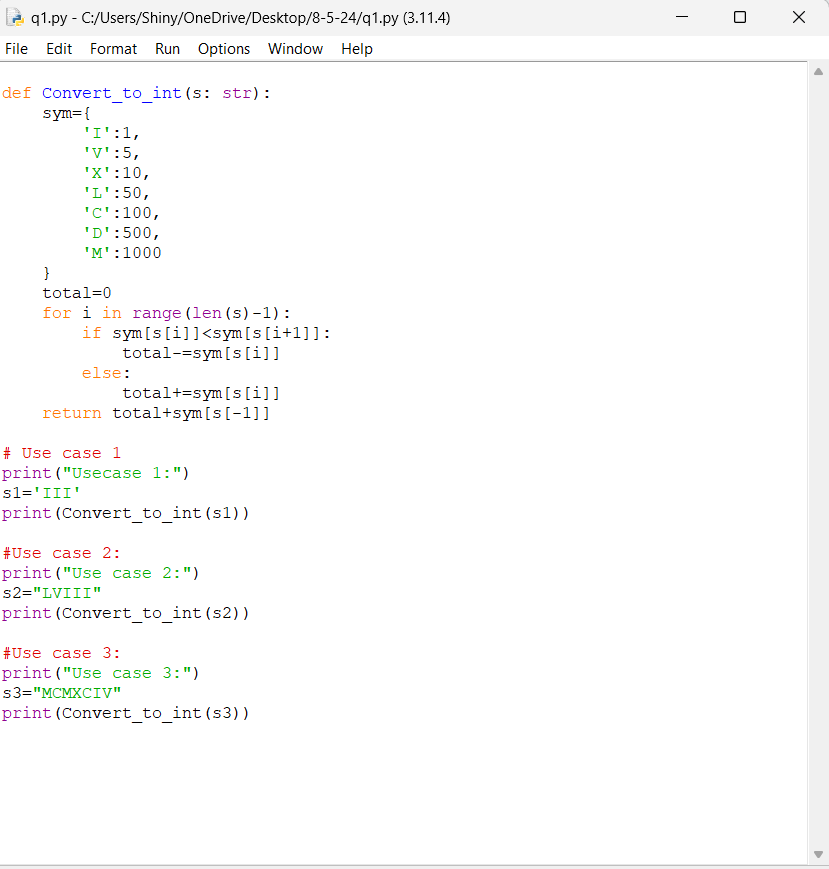 q1.py - C:/Users/Shiny/OneDrive/Desktop/8-5-24/q1.py (3.11.4)
File Edit Format Run Options Window Help
def Convert_to_int(s: str):
    sym={
        'I':1,
        'V':5,
        'X':10,
        'L':50,
        'C':100,
        'D':500,
        'M':1000
    }
    total=0
    for i in range(len(s)-1):
        if sym[s[i]]<sym[s[i+1]]:
            total-=sym[s[i]]
        else:
            total+=sym[s[i]]
    return total+sym[s[-1]]
# Use case 1
print("Usecase 1:")
s1='III'
print(Convert_to_int(s1))
#Use case 2:
print("Use case 2:")
s2="LVIII"
print(Convert_to_int(s2))
#Use case 3:
print("Use case 3:")
s3="MCMXCIV"
print(Convert_to_int(s3))